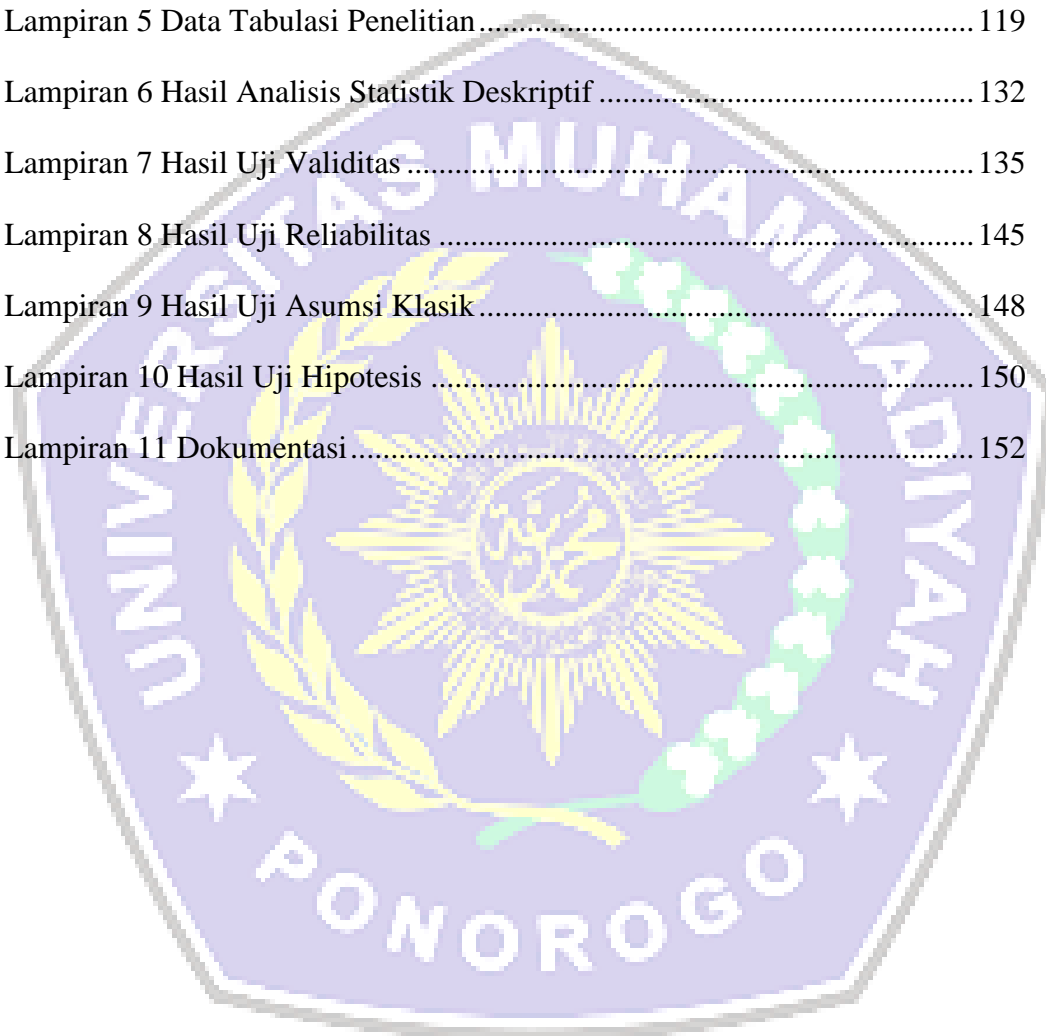 Lampiran 5 Data Tabulasi Penelitian ................................................................ 119
Lampiran 6 Hasil Analisis Statistik Deskriptif ................................................ 132
Lampiran 7 Hasil Uji Validitas ......................................................................... 135
Lampiran 8 Hasil Uji Reliabilitas ..................................................................... 145
Lampiran 9 Hasil Uji Asumsi Klasik ................................................................ 148
Lampiran 10 Hasil Uji Hipotesis ...................................................................... 150
Lampiran 11 Dokumentasi ................................................................................ 152
UNIVERSITAS MUHAMMADIYAH
PONOROGO